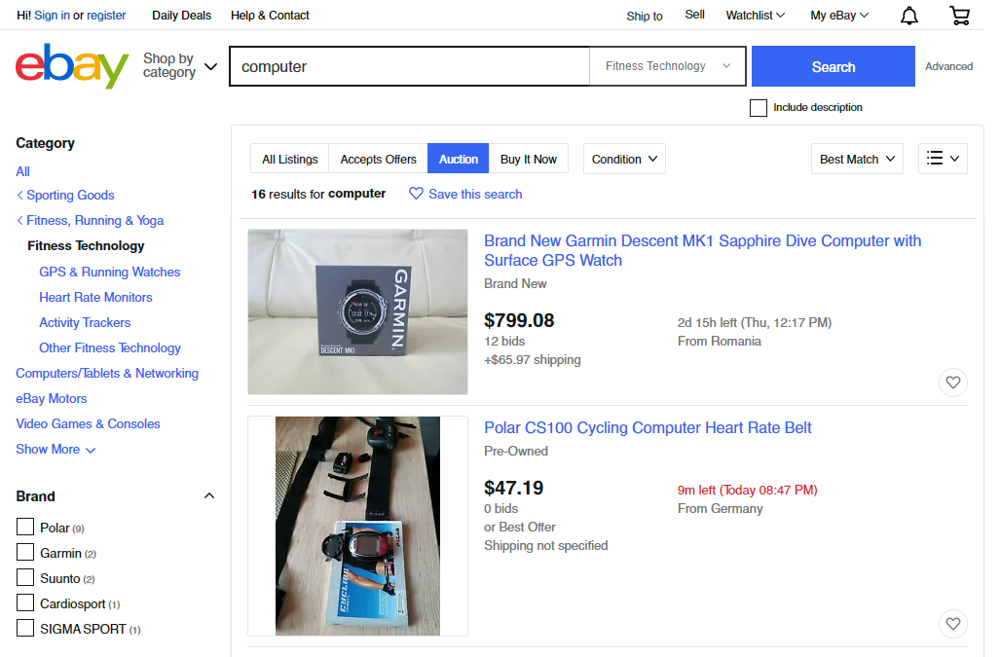 Hi! Sign in or register Daily Deals Help & Contact Ship to Sell Watchlist My eBay
ebay Shop by category computer Fitness Technology Search Advanced
Include description
Category
All
Sporting Goods
Fitness, Running & Yoga
Fitness Technology
GPS & Running Watches
Heart Rate Monitors
Activity Trackers
Other Fitness Technology
Computers/Tablets & Networking
eBay Motors
Video Games & Consoles
Show More
Brand
Polar (9)
Garmin (2)
Suunto (2)
Cardiosport (1)
SIGMA SPORT (1)
All Listings Accepts Offers Auction Buy It Now Condition Best Match
16 results for computer Save this search
GARMIN
DESCENT MK1
Brand New Garmin Descent MK1 Sapphire Dive Computer with
Surface GPS Watch
Brand New
$799.08
12 bids
+$65.97 shipping
2d 15h left (Thu, 12:17 PM)
From Romania
POLAR
CYCLING
Polar CS100 Cycling Computer Heart Rate Belt
Pre-Owned
$47.19
0 bids
or Best Offer
Shipping not specified
9m left (Today 08:47 PM)
From Germany